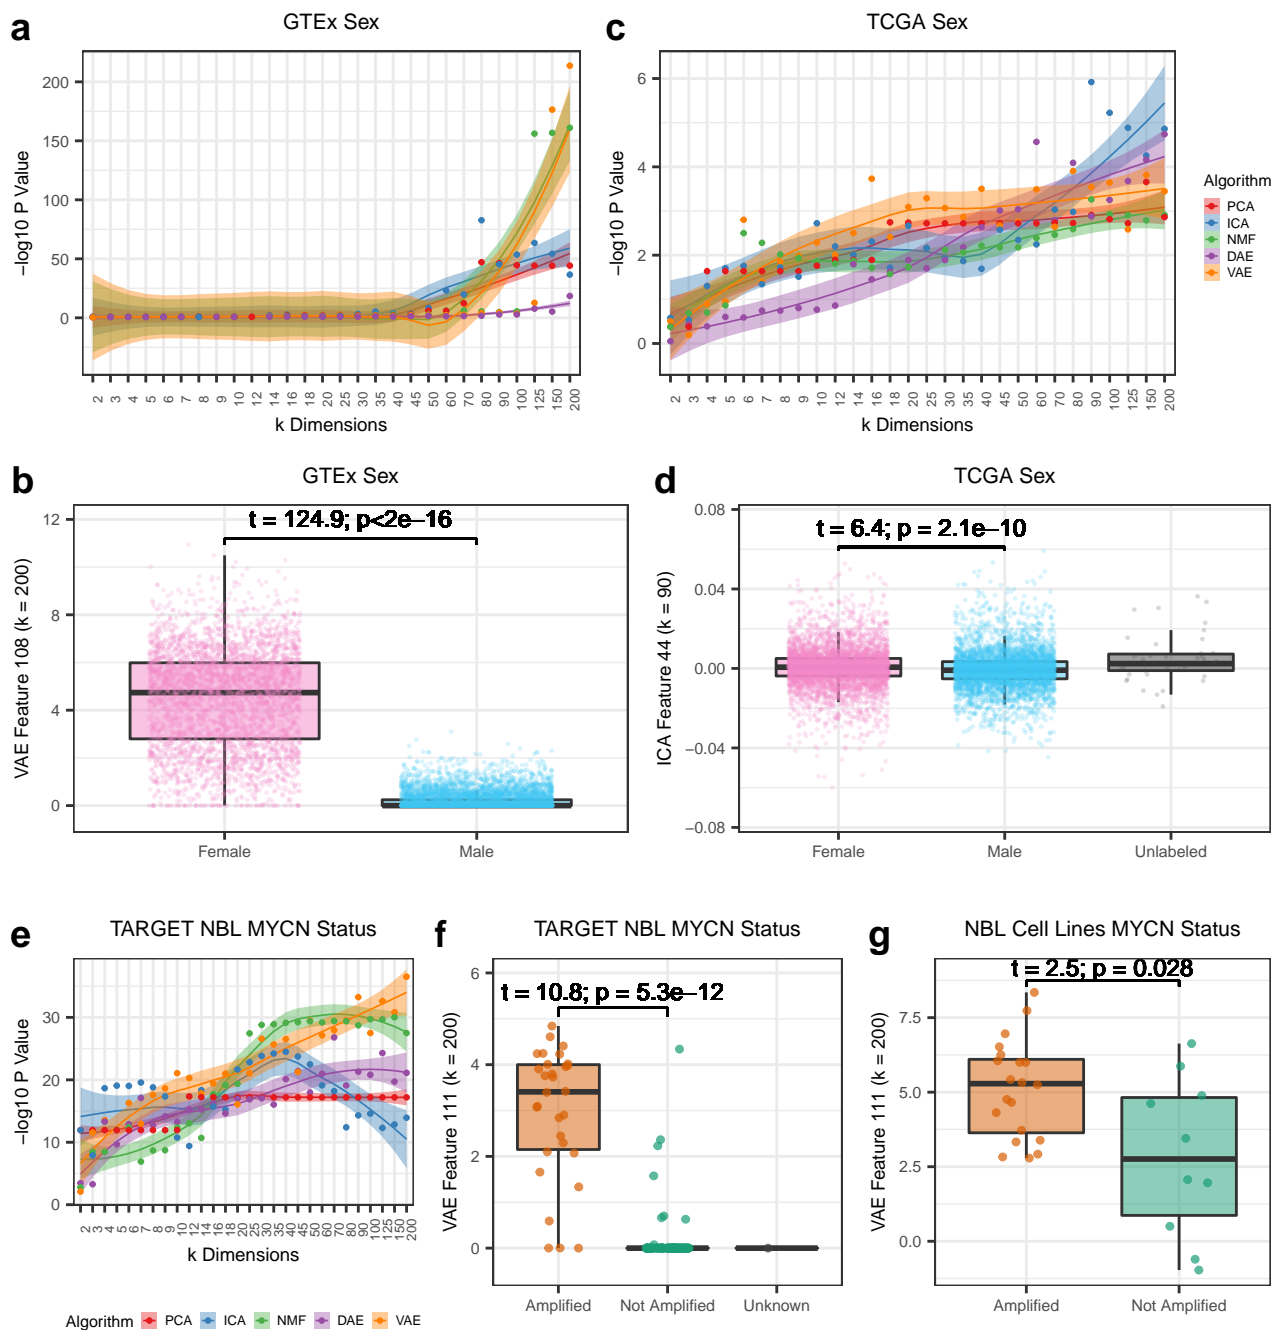 a
GTEx Sex
−log10 P Value
200
150
100
50
0
2 3 4 5 6 7 8 9 10 12 14 16 18 20 25 30 35 40 45 50 60 70 80 90 100 125 150 200
k Dimensions
c
TCGA Sex
−log10 P Value
6
4
2
0
2 3 4 5 6 7 8 9 10 12 14 16 18 20 25 30 35 40 45 50 60 70 80 90 100 125 150 200
k Dimensions
Algorithm
PCA
ICA
NMF
DAE
VAE
b
GTEx Sex
VAE Feature 108 (k = 200)
12
8
4
0
t = 124.9; p<2e−16
Female Male
d
TCGA Sex
ICA Feature 44 (k = 90)
0.08
0.04
0.00
−0.04
−0.08
t = 6.4; p = 2.1e−10
Female Male Unlabeled
e
TARGET NBL MYCN Status
−log10 P Value
30
20
10
0
2 3 4 5 6 7 8 9 10 12 14 16 18 20 25 30 35 40 45 50 60 70 80 90 100 125 150 200
k Dimensions
Algorithm PCA ICA NMF DAE VAE
f
TARGET NBL MYCN Status
VAE Feature 111 (k = 200)
6
4
2
0
t = 10.8; p = 5.3e−12
Amplified Not Amplified Unknown
g
NBL Cell Lines MYCN Status
VAE Feature 111 (k = 200)
7.5
5.0
2.5
0.0
t = 2.5; p = 0.028
Amplified Not Amplified